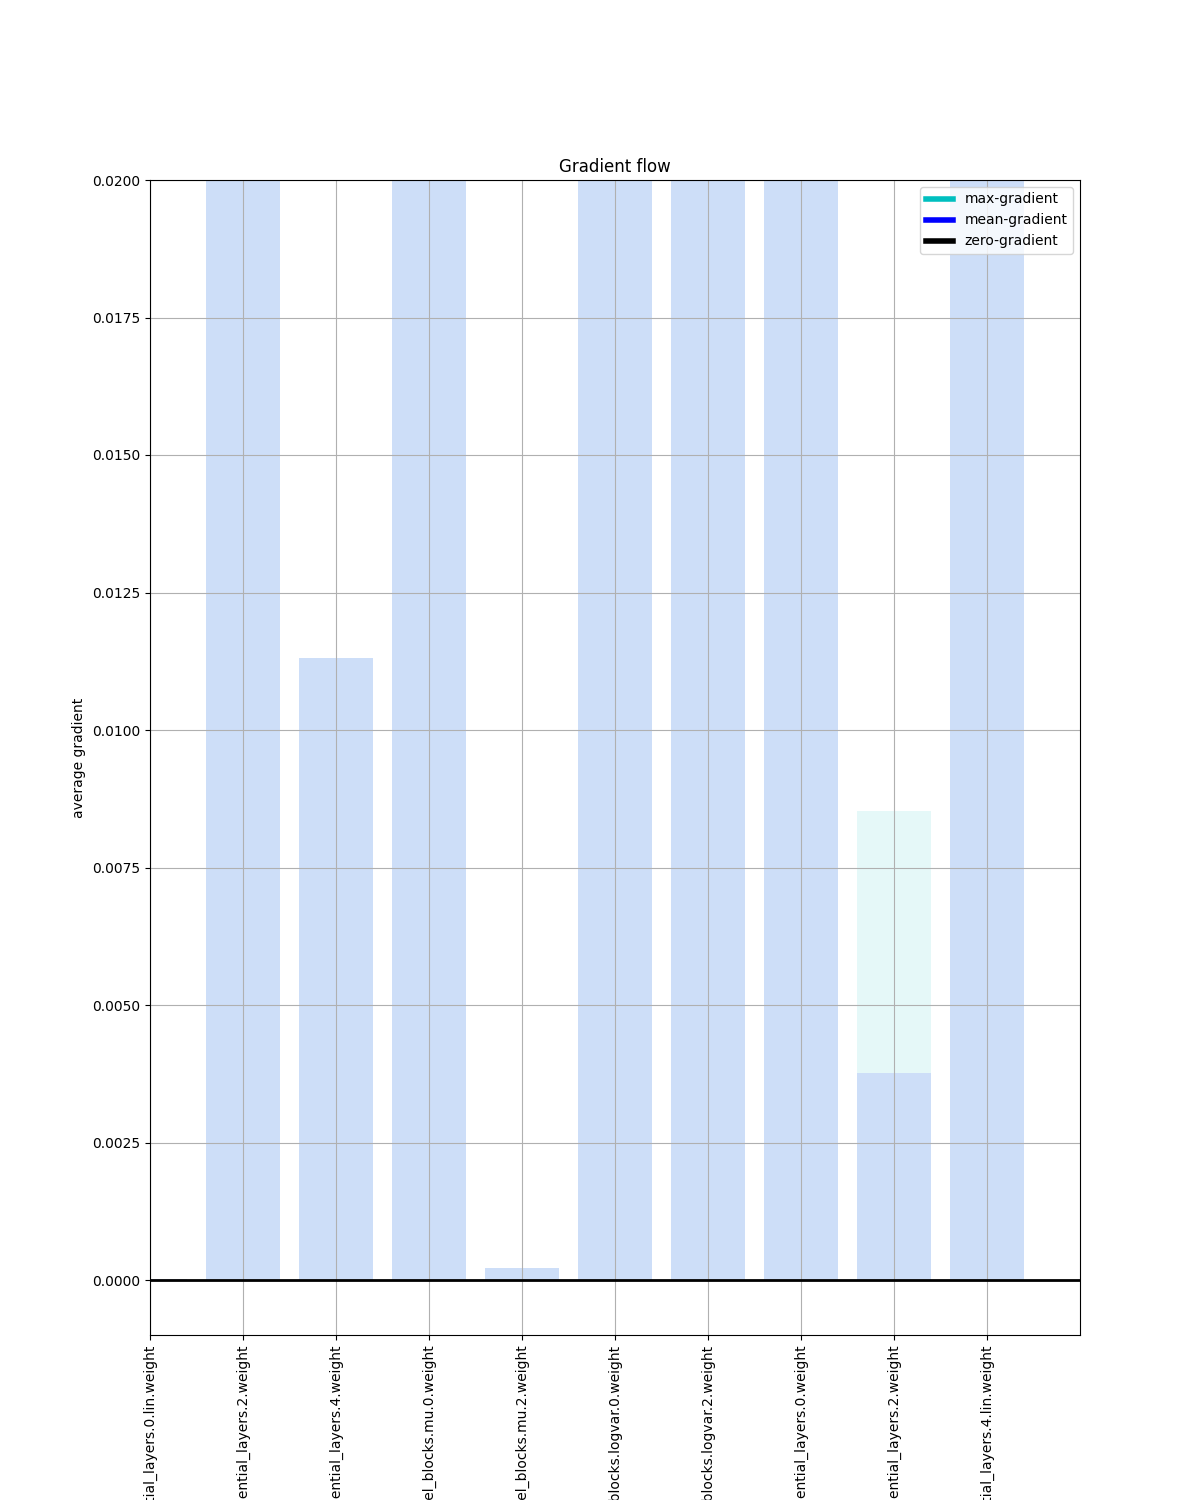 Gradient flow
max-gradient
mean-gradient
zero-gradient
0.0200
0.0175
0.0150
0.0125
0.0100
0.0075
0.0050
0.0025
0.0000
average gradient
tial_layers.0.lin.weight
ential_layers.2.weight
ential_layers.4.weight
el_blocks.mu.0.weight
el_blocks.mu.2.weight
blocks.logvar.0.weight
blocks.logvar.2.weight
ential_layers.0.weight
ential_layers.2.weight
tial_layers.4.lin.weight